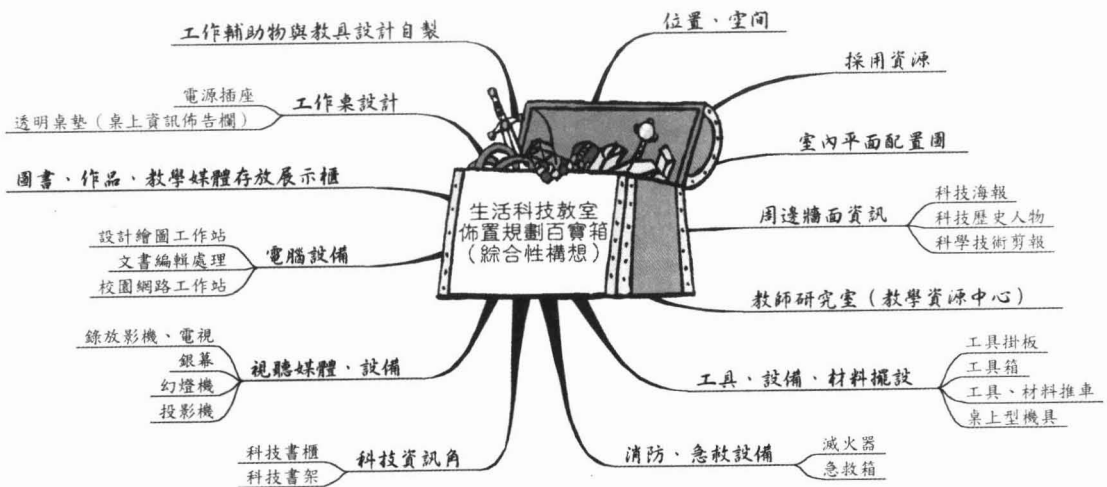 生活科技教室
佈置規劃百寶箱
（綜合性構想）
位置、空間
採用資源
室內平面配置圖
周邊牆面資訊
科技海報
科技歷史人物
科學技術剪報
教師研究室（教學資源中心）
工具、設備、材料擺設
工具掛板
工具箱
工具、材料推車
桌上型機具
消防、急救設備
滅火器
急救箱
科技資訊角
科技書櫃
科技書架
視聽媒體、設備
錄放影機、電視
銀幕
幻燈機
投影機
電腦設備
設計繪圖工作站
文書編輯處理
校園網路工作站
圖書、作品、教學媒體存放展示櫃
工作桌設計
電源插座
透明桌墊（桌上資訊佈告欄）
工作輔助物與教具設計自製